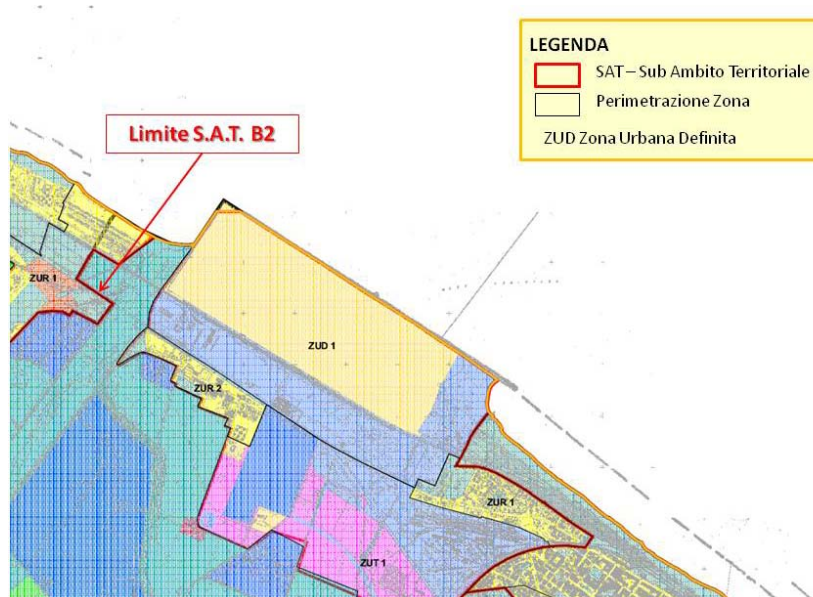 LEGENDA
SAT – Sub Ambito Territoriale
Perimetrazione Zona
ZUD Zona Urbana Definita
Limite S.A.T. B2
ZUR 1
ZUD 1
ZUR 2
ZUR 1
ZUT 1